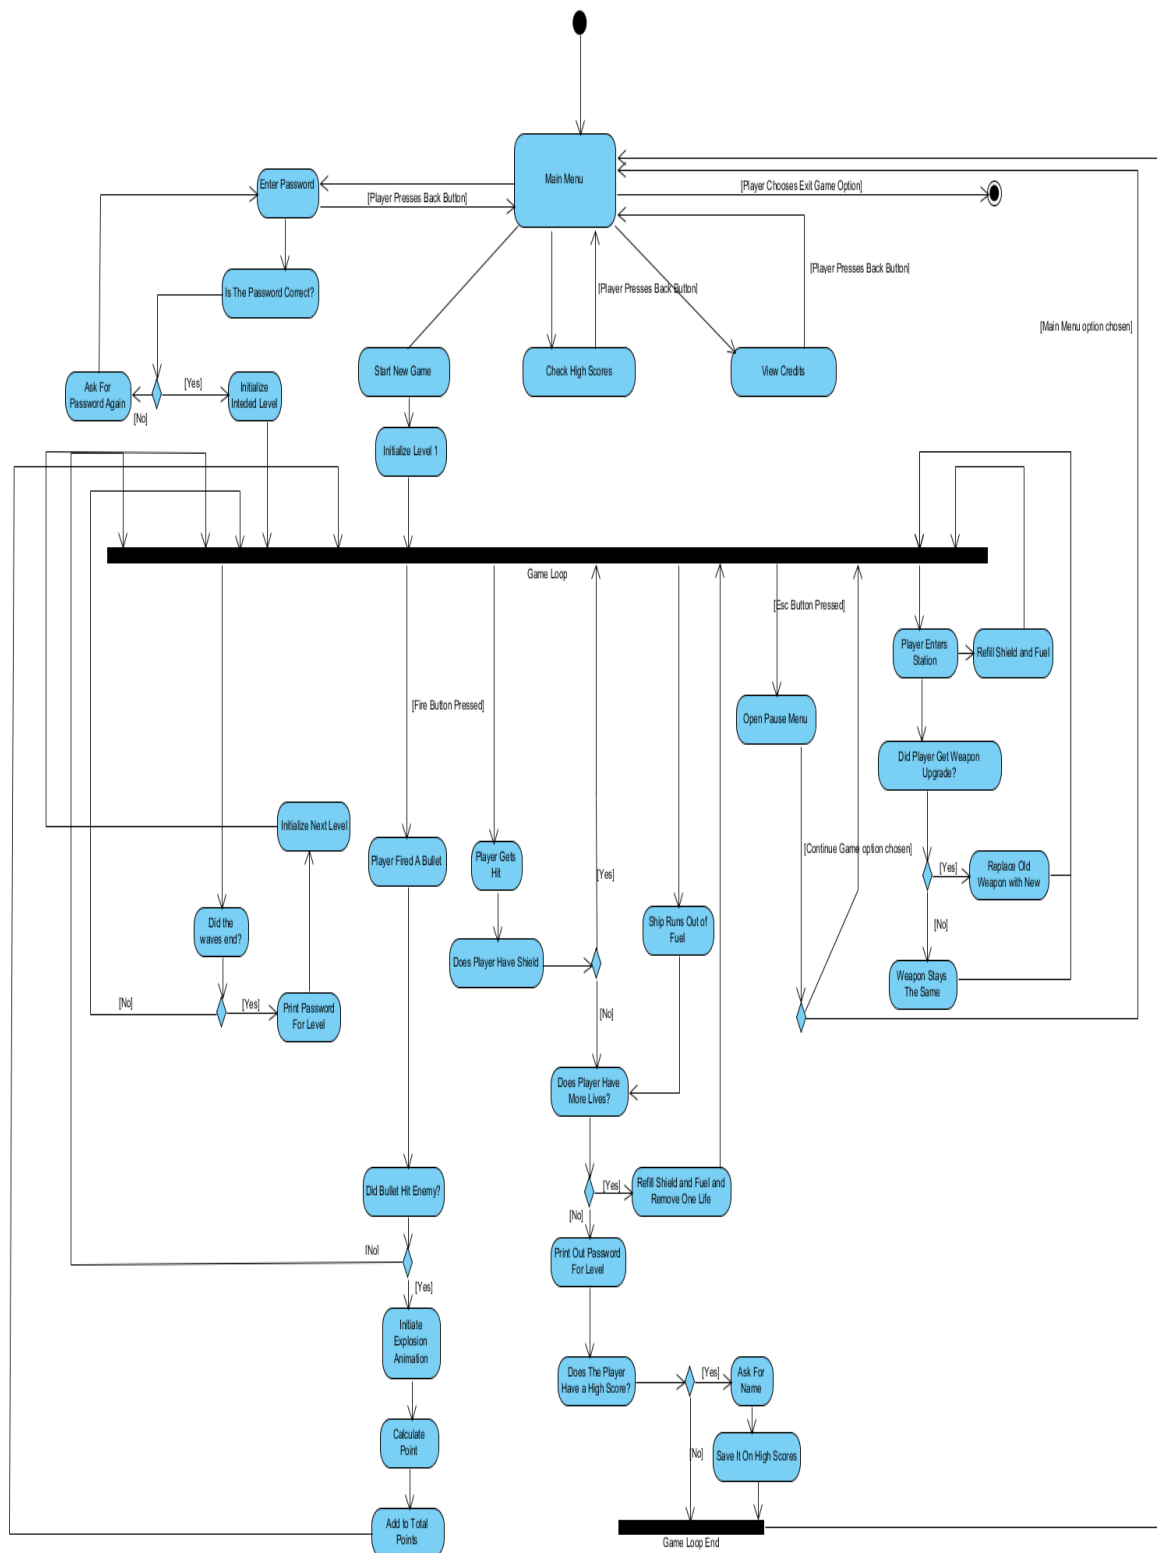 Main Menu
Enter Password
[Player Chooses Exit Game Option]
[Player Presses Back Button]
[Player Presses Back Button]
[Player Presses Back Button]
Is The Password Correct?
[Main Menu option chosen]
Start New Game
Check High Scores
View Credits
Ask For
Password Again
[Yes]
[No]
Initialize
Inteded Level
Initialize Level 1
Game Loop
[Esc Button Pressed]
Player Enters
Station
Refill Shield and Fuel
[Fire Button Pressed]
Open Pause Menu
Did Player Get Weapon
Upgrade?
Initialize Next Level
Player Fired A Bullet
Player Gets
Hit
[Yes]
[Continue Game option chosen]
[Yes]
Replace Old
Weapon with New
Did the
waves end?
Ship Runs Out of
Fuel
[No]
Does Player Have Shield
Weapon Stays
The Same
[No]
[Yes]
Print Password
For Level
[No]
Does Player Have
More Lives?
Did Bullet Hit Enemy?
[Yes]
Refill Shield and Fuel and
Remove One Life
[No]
[No]
Print Out Password
For Level
[Yes]
Initiate
Explosion
Animation
Does The Player
Have a High Score?
[Yes]
Ask For
Name
Calculate
Point
[No]
Save It On High Scores
Add to Total
Points
Game Loop End